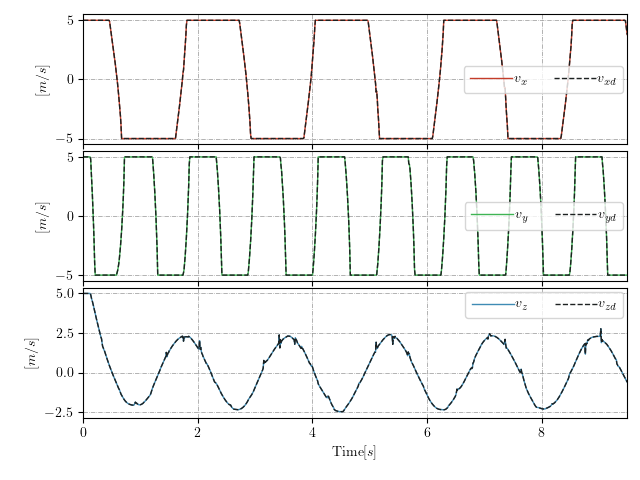 5
0
−5
[m/s]
v_x v_xd
5
0
−5
[m/s]
v_y v_yd
5.0
2.5
0.0
−2.5
[m/s]
v_z v_zd
0 2 4 6 8
Time[s]